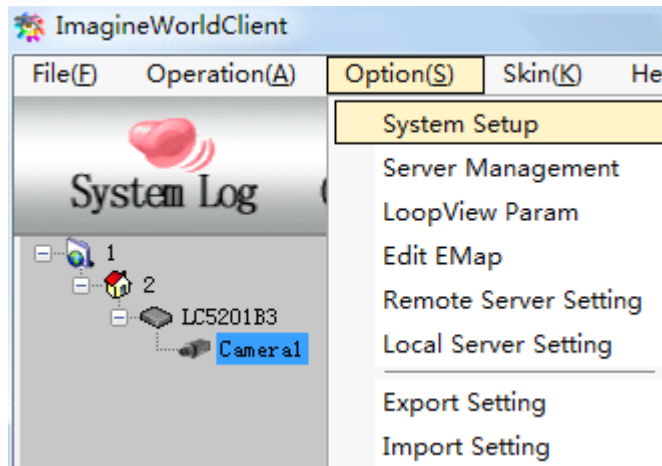 ImagineWorldClient
File(F) Operation(A) Option(S) Skin(K) He
System Setup
Server Management
LoopView Param
Edit EMap
Remote Server Setting
Local Server Setting
Export Setting
Import Setting
System Log
1
2
LC5201B3
Camera1